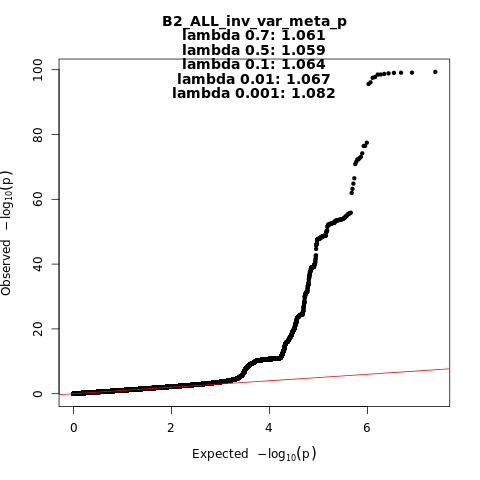 B2_ALL_inv_var_meta_p
lambda 0.7: 1.061
lambda 0.5: 1.059
lambda 0.1: 1.064
lambda 0.01: 1.067
lambda 0.001: 1.082
100
80
60
40
20
0
Observed −log10(p)
0 2 4 6
Expected −log10(p)